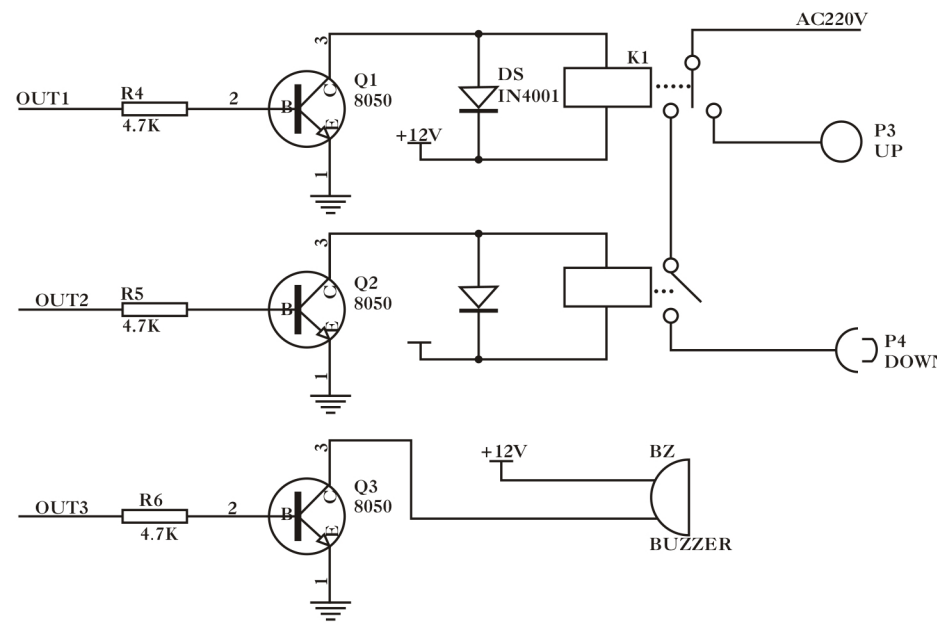 AC220V
3
K1
DS
IN4001
Q1
8050
C
R4
OUT1
2
B
4.7K
E
+12V
P3
UP
1
3
C
Q2
8050
OUT2
R5
B
4.7K
E
P4
DOWN
1
3
+12V
BZ
C
Q3
8050
R6
OUT3
2
B
4.7K
E
BUZZER
1